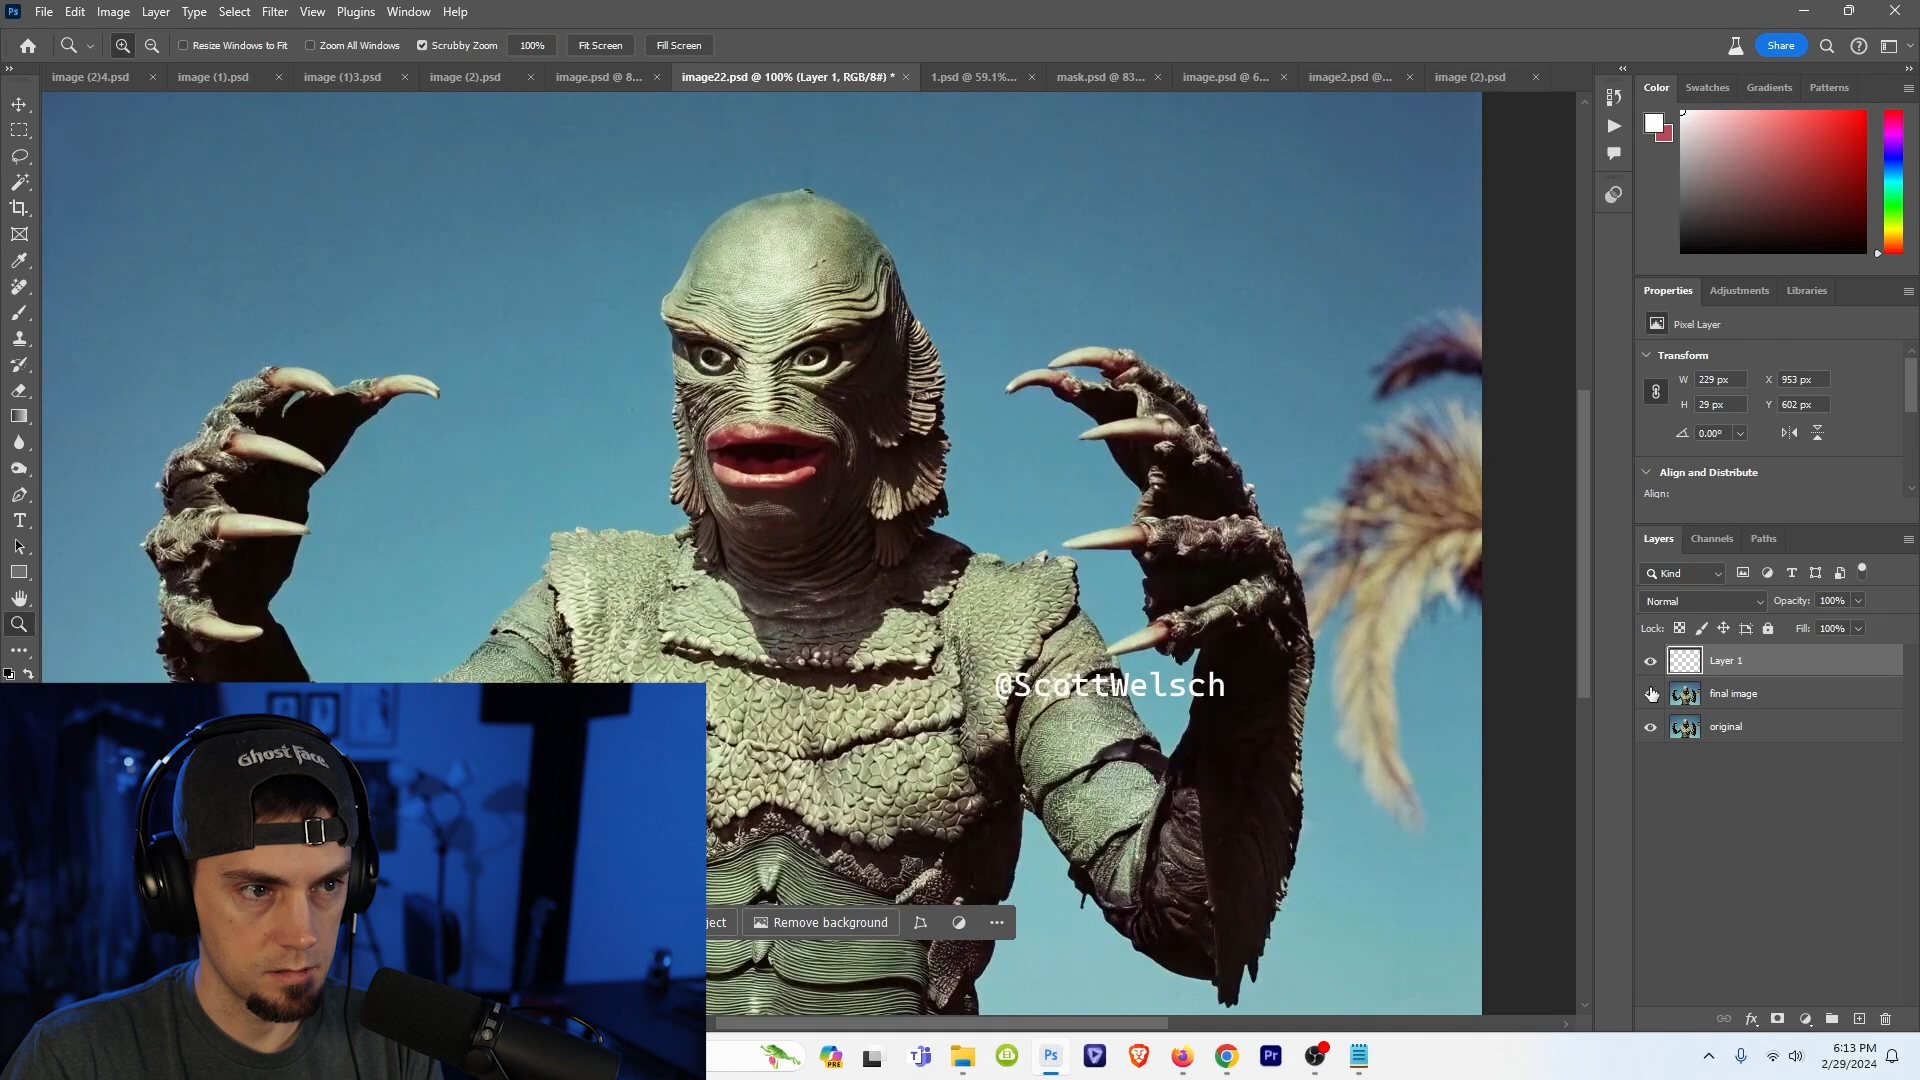 Ps File Edit Image Layer Type Select Filter View Plugins Window Help
Resize Windows to Fit Zoom All Windows Scrubby Zoom 100% Fit Screen Fill Screen Share
image (2)4.psd image (1).psd image (1)3.psd image (2).psd image.psd @ 8... image22.psd @ 100% (Layer 1, RGB/8#) * 1.psd @ 59.1%... mask.psd @ 83... image.psd @ 6... image2.psd @... image (2).psd
Color Swatches Gradients Patterns
Properties Adjustments Libraries
Pixel Layer
Transform
W 229 px X 953 px
H 29 px Y 602 px
0.00°
Align and Distribute
Align:
Layers Channels Paths
Kind
Normal Opacity: 100%
Lock: Fill: 100%
Layer 1
final image
original
@ScottWelsch
Ghost Face
ject Remove background
PRE Ps Pr
6:13 PM
2/29/2024